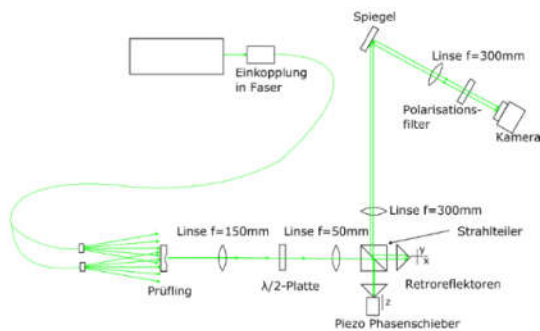 Spiegel
Linse f=300mm
Einkopplung
in Faser
Polarisations-
filter
Kamera
Linse f=300mm
Linse f=150mm
Linse f=50mm
Strahlteiler
y
x
Prüfling
λ/2-Platte
Retroreflektoren
z
Piezo Phasenschieber